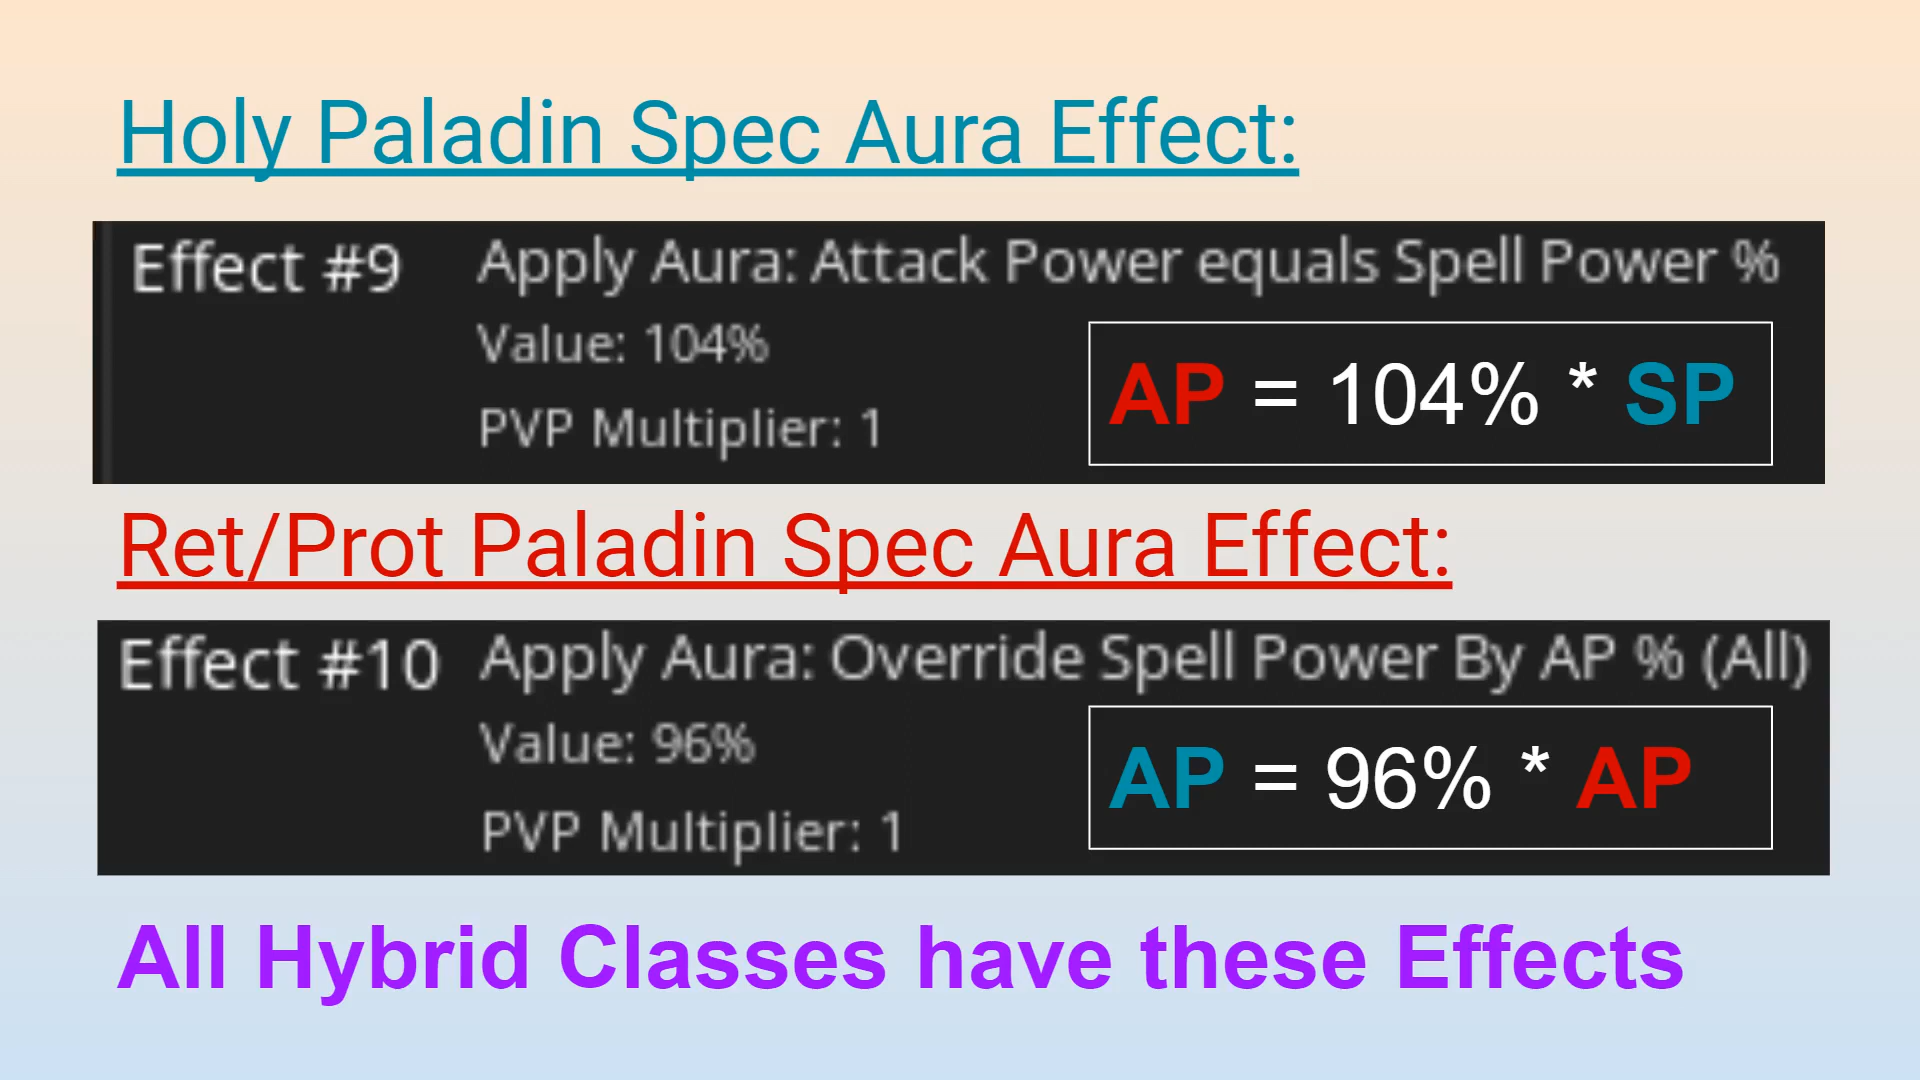 Holy Paladin Spec Aura Effect:
Effect #9 Apply Aura: Attack Power equals Spell Power %
Value: 104%
AP = 104% * SP
PVP Multiplier: 1
Ret/Prot Paladin Spec Aura Effect:
Effect #10 Apply Aura: Override Spell Power By AP % (All)
Value: 96%
AP = 96% * AP
PVP Multiplier: 1
All Hybrid Classes have these Effects